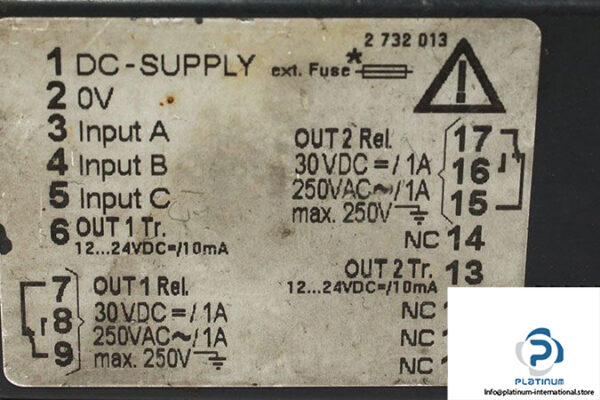 2 732 013
1 DC-SUPPLY ext. Fuse*
2 0V
3 Input A
4 Input B
5 Input C
6 OUT 1 Tr.
12...24VDC=/10mA
7 OUT 1 Rel.
8 30VDC=/1A
250VAC~/1A
9 max. 250V
OUT 2 Rel. 17
30VDC=/1A 16
250VAC~/1A
max. 250V 15
NC 14
OUT 2 Tr. 13
12...24VDC=/10mA
NC
NC
NC
PLATINUM
Info@platinum-international.store